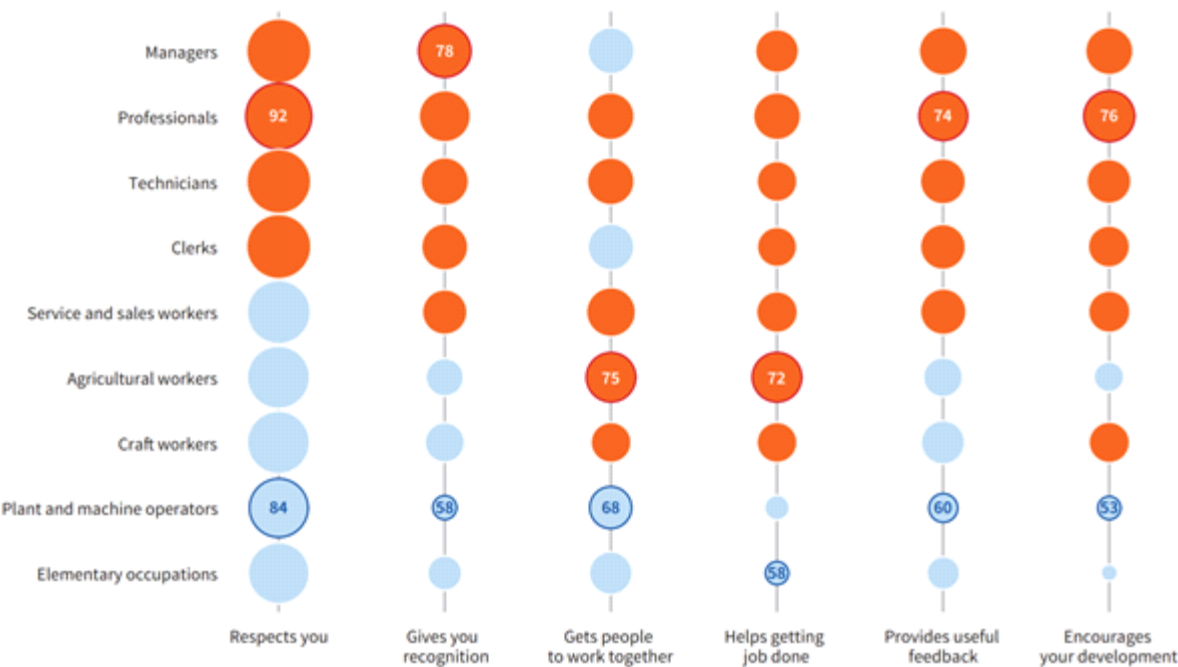 Managers 78
Professionals 92 74 76
Technicians
Clerks
Service and sales workers
Agricultural workers 75 72
Craft workers
Plant and machine operators 84 58 68 60 53
Elementary occupations 58
Respects you Gives you Gets people Helps getting Provides useful Encourages
recognition to work together job done feedback your development